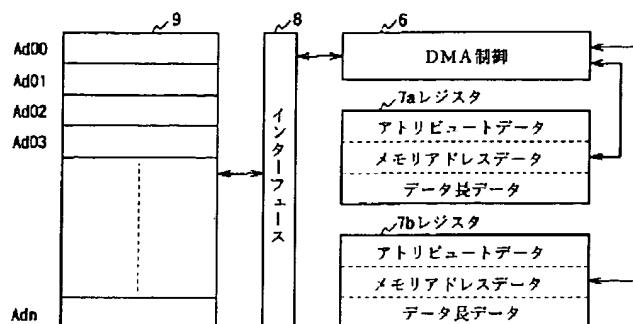 9
8
6
Ad00
Ad01
Ad02
Ad03
Adn
インターフェース
DMA制御
7aレジスタ
アトリビュートデータ
メモリアドレスデータ
データ長データ
7bレジスタ
アトリビュートデータ
メモリアドレスデータ
データ長データ